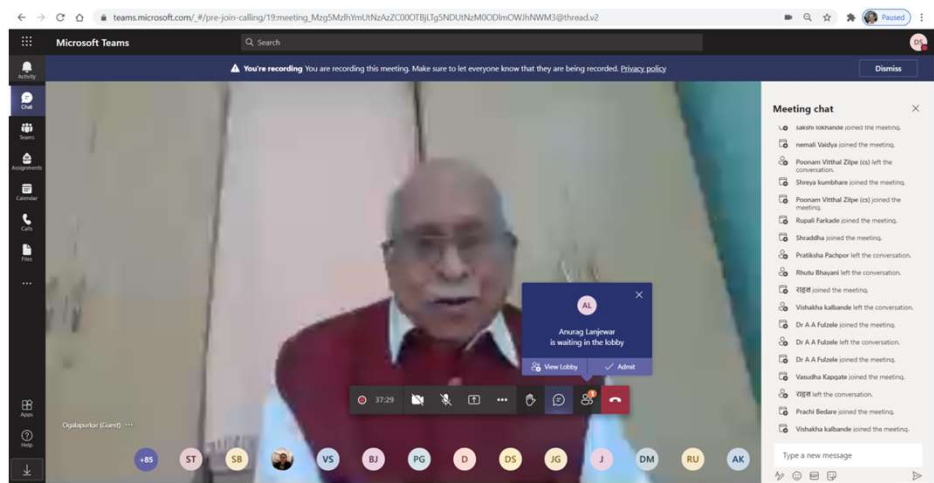 teams.microsoft.com/_#/pre-join-calling/19:meeting_Mzg5MzlhYmUtNzAzZC00OTBjLTg5NDUtNzM0ODlmOWJhNWM3@thread.v2
Paused
Microsoft Teams
Search
DS
You're recording You are recording this meeting. Make sure to let everyone know that they are being recorded. Privacy policy
Dismiss
Activity
Chat
Teams
Assignments
Calendar
Calls
Files
Apps
Help
AL
Anurag Lanjewar
is waiting in the lobby
View Lobby
Admit
37:29
1
Ogalapurkar (Guest)
+85
ST
SB
VS
BJ
PG
D
DS
JG
J
DM
RU
AK
Meeting chat
sakshi lokhande joined the meeting.
nemali Vaidya joined the meeting.
Poonam Vitthal Zilpe (cs) left the
conversation.
Shreya kumbhare joined the meeting.
Poonam Vitthal Zilpe (cs) joined the
meeting.
Rupali Farkade joined the meeting.
Shraddha joined the meeting.
Pratiksha Pachpor left the conversation.
Rhutu Bhayani left the conversation.
joined the meeting.
Vishakha kalbande left the conversation.
Dr A A Fulzele joined the meeting.
Dr A A Fulzele left the conversation.
Dr A A Fulzele joined the meeting.
Vasudha Kapgate joined the meeting.
left the conversation.
Prachi Bedare joined the meeting.
Vishakha kalbande joined the meeting.
Type a new message